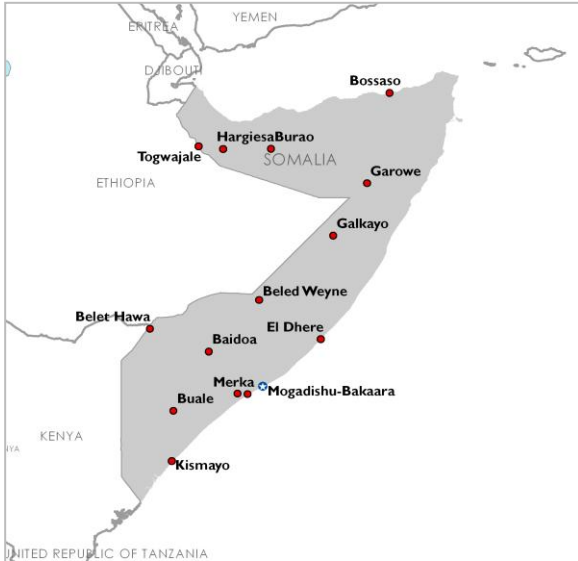 YEMEN
ERITREA
DJIBOUTI
Bossaso
HargiesaBurao
Togwajale
SOMALIA
ETHIOPIA
Garowe
Galkayo
Beled Weyne
Belet Hawa
El Dhere
Baidoa
Merka
Mogadishu-Bakaara
Buale
KENYA
NYA
Kismayo
UNITED REPUBLIC OF TANZANIA